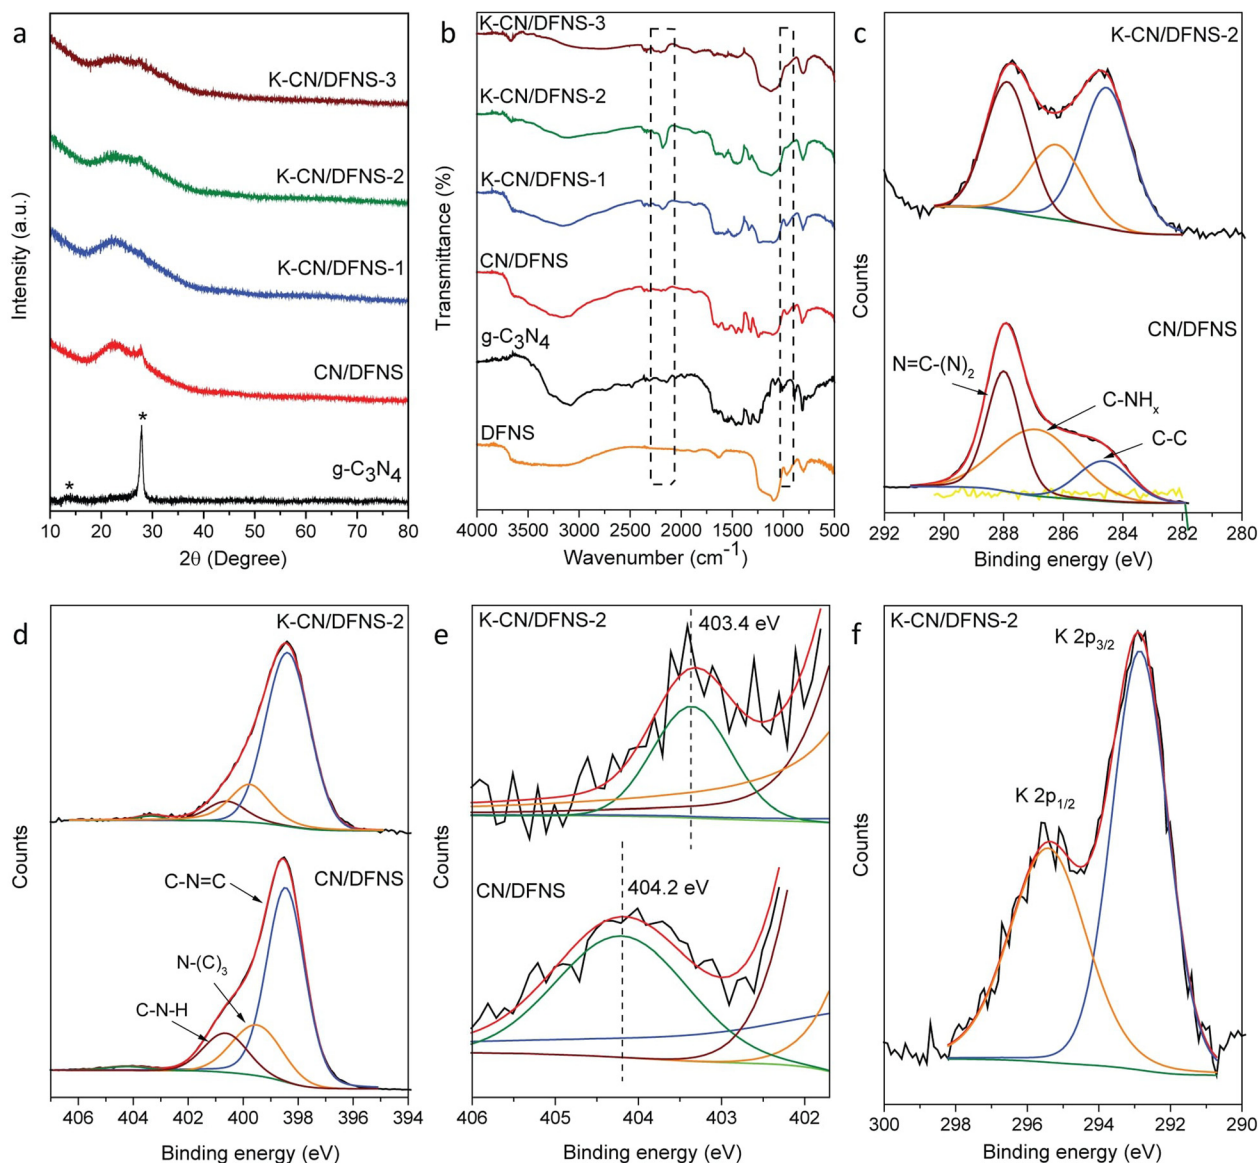 a
K-CN/DFNS-3
K-CN/DFNS-2
K-CN/DFNS-1
CN/DFNS
*
*
g-C₃N₄
Intensity (a.u.)
10 20 30 40 50 60 70 80
2θ (Degree)
b
K-CN/DFNS-3
K-CN/DFNS-2
K-CN/DFNS-1
CN/DFNS
g-C₃N₄
DFNS
Transmittance (%)
4000 3500 3000 2500 2000 1500 1000 500
Wavenumber (cm⁻¹)
c
K-CN/DFNS-2
CN/DFNS
N=C-(N)₂
C-NHₓ
C-C
Counts
292 290 288 286 284 282 280
Binding energy (eV)
d
K-CN/DFNS-2
CN/DFNS
C-N=C
N-(C)₃
C-N-H
Counts
406 404 402 400 398 396 394
Binding energy (eV)
e
K-CN/DFNS-2
403.4 eV
CN/DFNS
404.2 eV
Counts
406 405 404 403 402
Binding energy (eV)
f
K-CN/DFNS-2
K 2p₃/₂
K 2p₁/₂
Counts
300 298 296 294 292 290
Binding energy (eV)